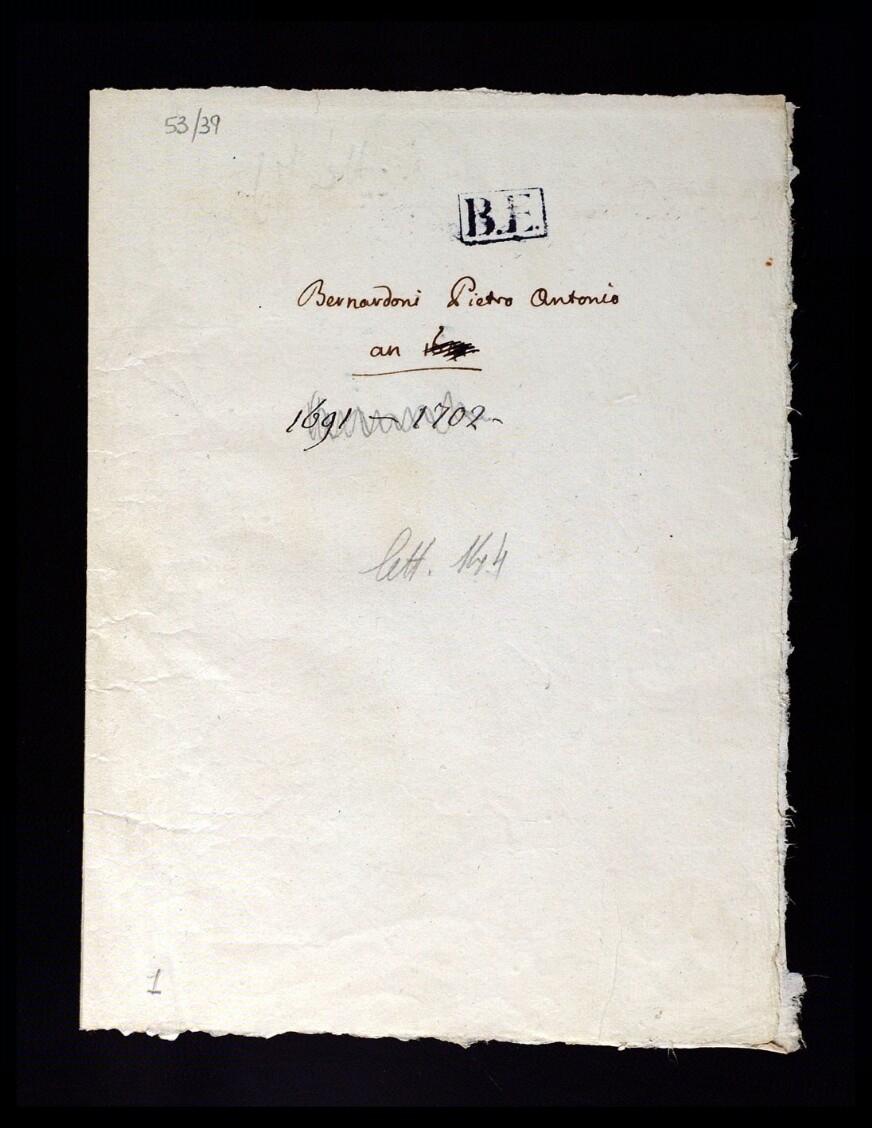 53/39
B.E.
Bernardoni Pietro Antonio
an
1691 — 1702
lett. 144
1